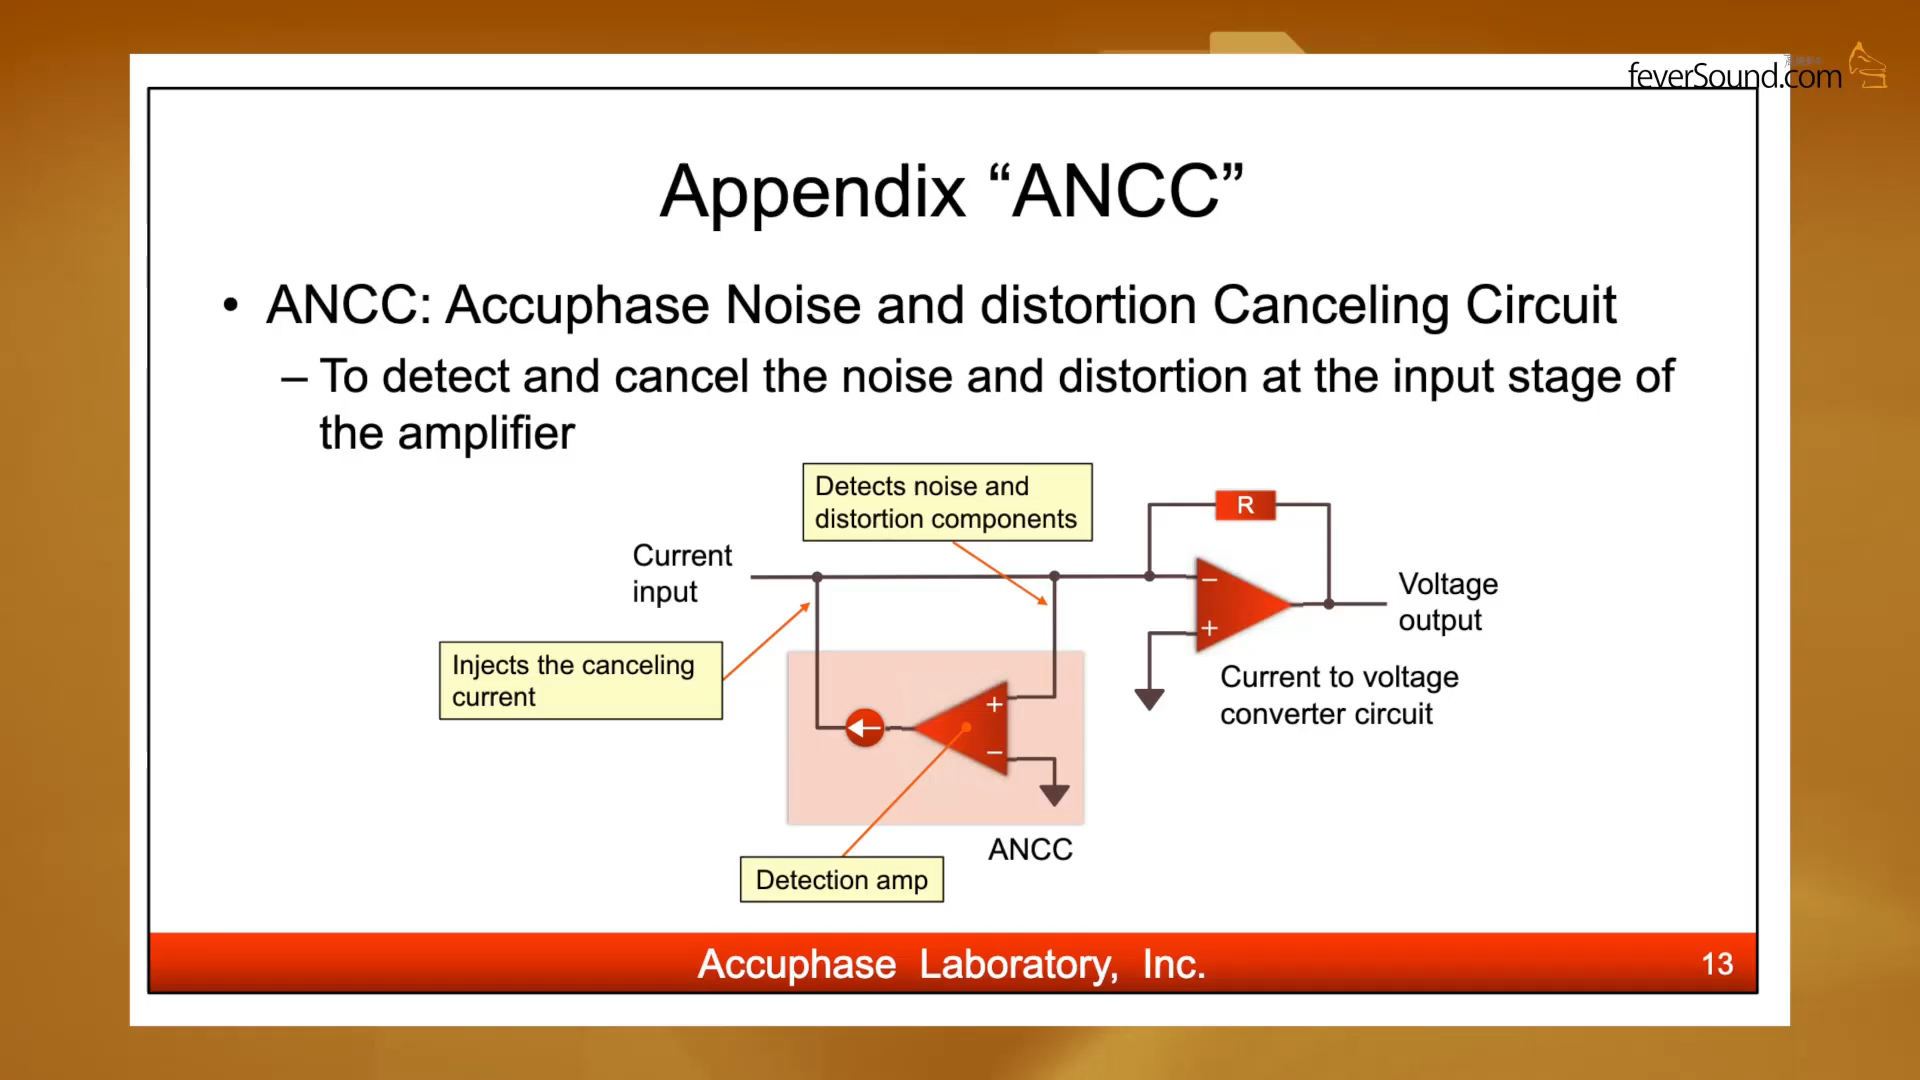 feverSound.com
Appendix “ANCC”
• ANCC: Accuphase Noise and distortion Canceling Circuit
– To detect and cancel the noise and distortion at the input stage of
the amplifier
Detects noise and
distortion components
R
Current
input
−
+
Voltage
output
Injects the canceling
current
Current to voltage
converter circuit
+
−
ANCC
Detection amp
Accuphase Laboratory, Inc.
13